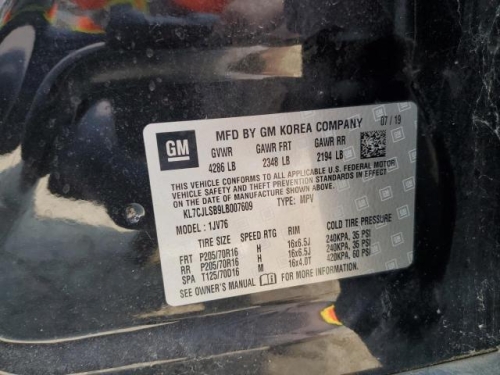 GM
MFD BY GM KOREA COMPANY 07/19
GVWR GAWR FRT GAWR RR
4286 LB 2348 LB 2194 LB
THIS VEHICLE CONFORMS TO ALL APPLICABLE U.S. FEDERAL MOTOR
VEHICLE SAFETY AND THEFT PREVENTION STANDARDS IN EFFECT ON THE
DATE OF MANUFACTURE SHOWN ABOVE.
KL7CJLSB9LB007609 TYPE: MPV
MODEL: 1JV76
TIRE SIZE SPEED RTG RIM COLD TIRE PRESSURE
FRT P205/70R16 H 16x6.5J 240KPA, 35 PSI
RR P205/70R16 H 16x6.5J 240KPA, 35 PSI
SPA T125/70D16 M 16x4.0T 420KPA, 60 PSI
SEE OWNER'S MANUAL FOR MORE INFORMATION.